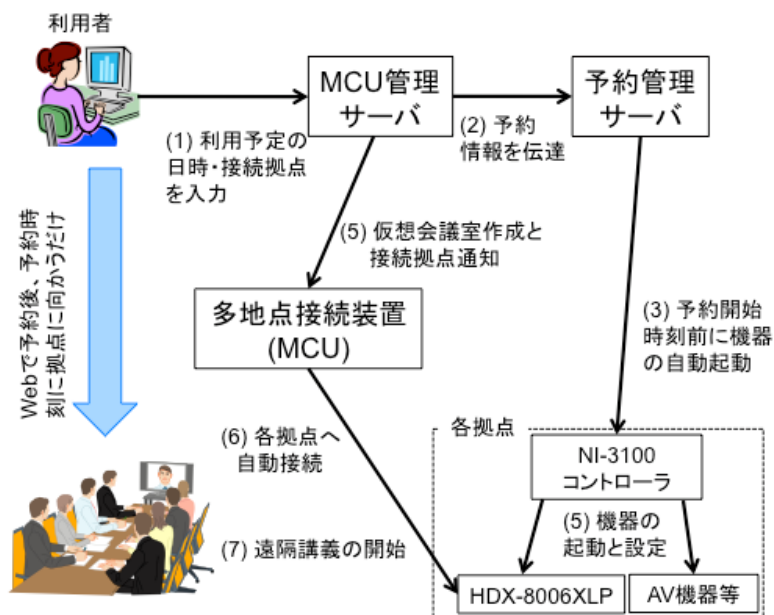 利用者
MCU管理
サーバ
予約管理
サーバ
(1) 利用予定の
日時・接続拠点
を入力
(2) 予約
情報を伝達
(5) 仮想会議室作成と
接続拠点通知
多地点接続装置
(MCU)
(3) 予約開始
時刻前に機器
の自動起動
Webで予約後、予約時
刻に拠点に向かうだけ
(6) 各拠点へ
自動接続
各拠点
NI-3100
コントローラ
(5) 機器の
起動と設定
(7) 遠隔講義の開始
HDX-8006XLP
AV機器等